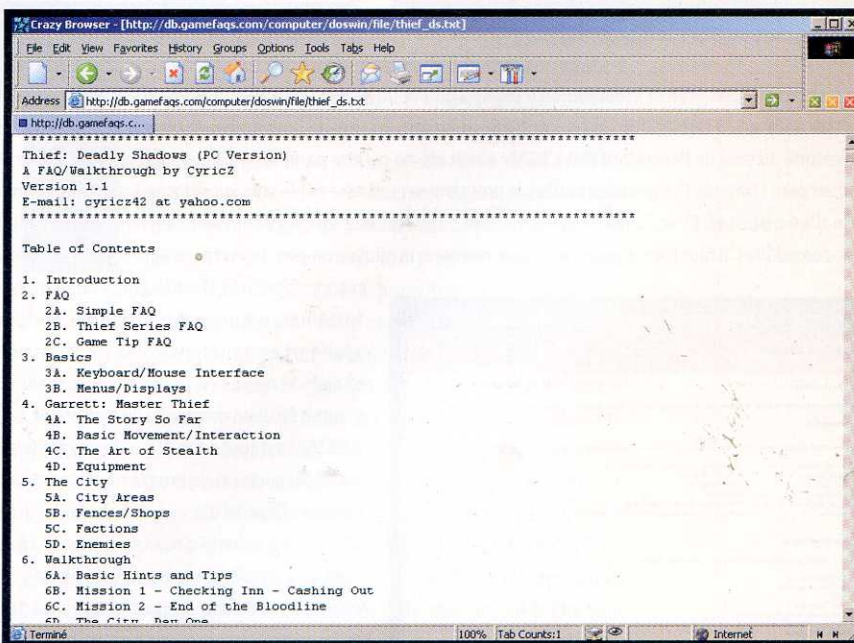 Crazy Browser - [http://db.gamefaqs.com/computer/doswin/file/thief_ds.txt]
File Edit View Favorites History Groups Options Tools Tabs Help
Address http://db.gamefaqs.com/computer/doswin/file/thief_ds.txt
http://db.gamefaqs.c...
********************************************************************************
Thief: Deadly Shadows (PC Version)
A FAQ/Walkthrough by CyricZ
Version 1.1
E-mail: cyricz42 at yahoo.com
********************************************************************************
Table of Contents
1. Introduction
2. FAQ
2A. Simple FAQ
2B. Thief Series FAQ
2C. Game Tip FAQ
3. Basics
3A. Keyboard/Mouse Interface
3B. Menus/Displays
4. Garrett: Master Thief
4A. The Story So Far
4B. Basic Movement/Interaction
4C. The Art of Stealth
4D. Equipment
5. The City
5A. City Areas
5B. Fences/Shops
5C. Factions
5D. Enemies
6. Walkthrough
6A. Basic Hints and Tips
6B. Mission 1 - Checking Inn - Cashing Out
6C. Mission 2 - End of the Bloodline
6D. The City, Day One
Terminé 100% Tab Counts:1 Internet